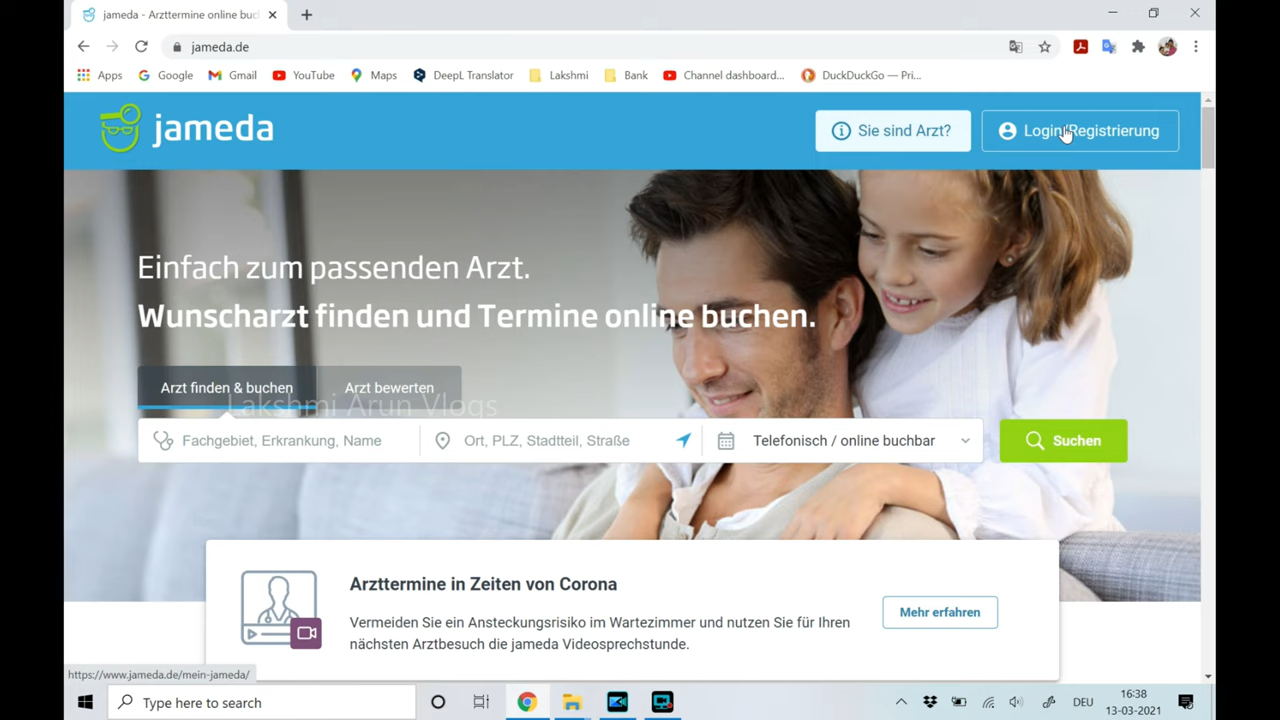 jameda - Arzttermine online buc
jameda.de
Apps
Google
Gmail
YouTube
Maps
DeepL Translator
Lakshmi
Bank
Channel dashboard...
DuckDuckGo — Pri...
jameda
Sie sind Arzt?
Login/Registrierung
Einfach zum passenden Arzt.
Wunscharzt finden und Termine online buchen.
Arzt finden & buchen
Arzt bewerten
Lakshmi Arun Vlogs
Fachgebiet, Erkrankung, Name
Ort, PLZ, Stadtteil, Straße
Telefonisch / online buchbar
Suchen
Arzttermine in Zeiten von Corona
Vermeiden Sie ein Ansteckungsrisiko im Wartezimmer und nutzen Sie für Ihren
nächsten Arztbesuch die jameda Videosprechstunde.
Mehr erfahren
https://www.jameda.de/mein-jameda/
Type here to search
DEU
16:38
13-03-2021